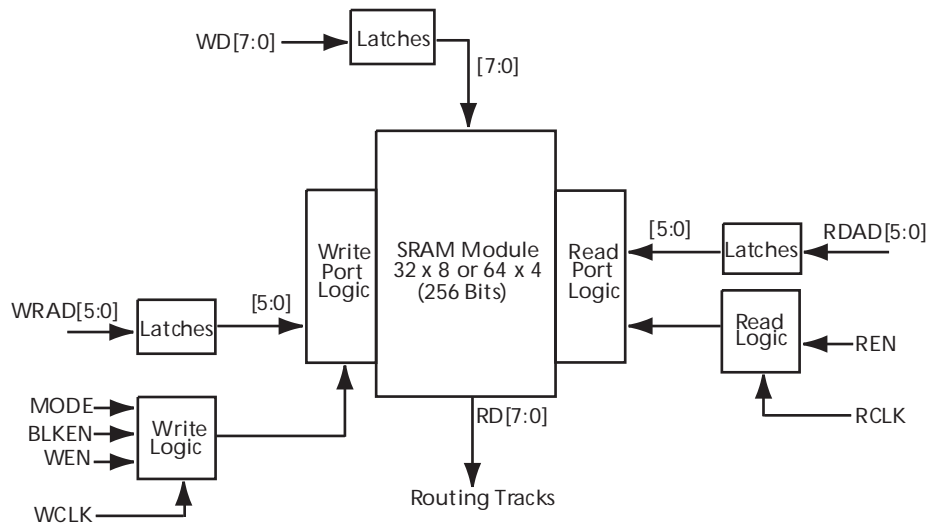 WD[7:0]
Latches
[7:0]
SRAM Module
32 x 8 or 64 x 4
(256 Bits)
Write
Port
Logic
Read
Port
Logic
[5:0]
Latches
RDAD[5:0]
WRAD[5:0]
Latches
[5:0]
Read
Logic
REN
RCLK
MODE
BLKEN
WEN
Write
Logic
WCLK
RD[7:0]
Routing Tracks